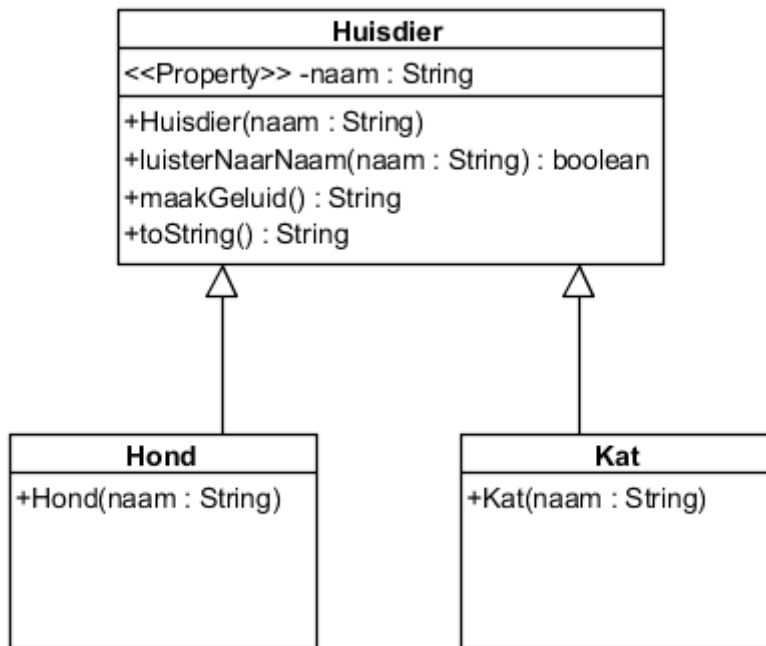 Huisdier
<<Property>> -naam : String
+Huisdier(naam : String)
+luisterNaarNaam(naam : String) : boolean
+maakGeluid() : String
+toString() : String
Hond
+Hond(naam : String)
Kat
+Kat(naam : String)